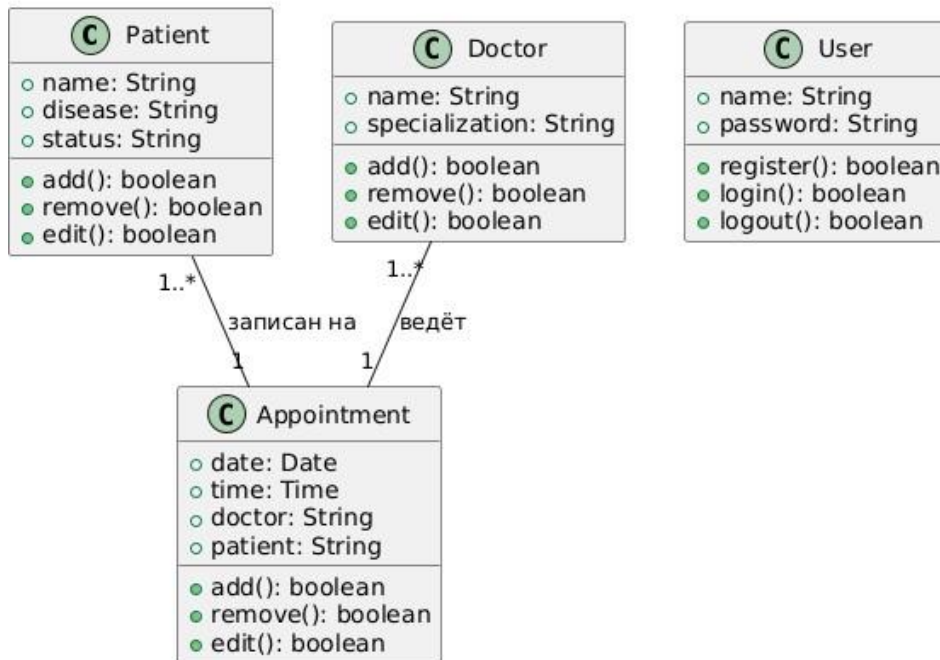 C Patient
+ name: String
+ disease: String
+ status: String
+ add(): boolean
+ remove(): boolean
+ edit(): boolean
C Doctor
name: String
specialization: String
add(): boolean
remove(): boolean
edit(): boolean
C User
name: String
password: String
register(): boolean
login(): boolean
logout(): boolean
1..*
записан на
1
1..*
ведёт
1
C Appointment
date: Date
time: Time
doctor: String
patient: String
add(): boolean
remove(): boolean
edit(): boolean